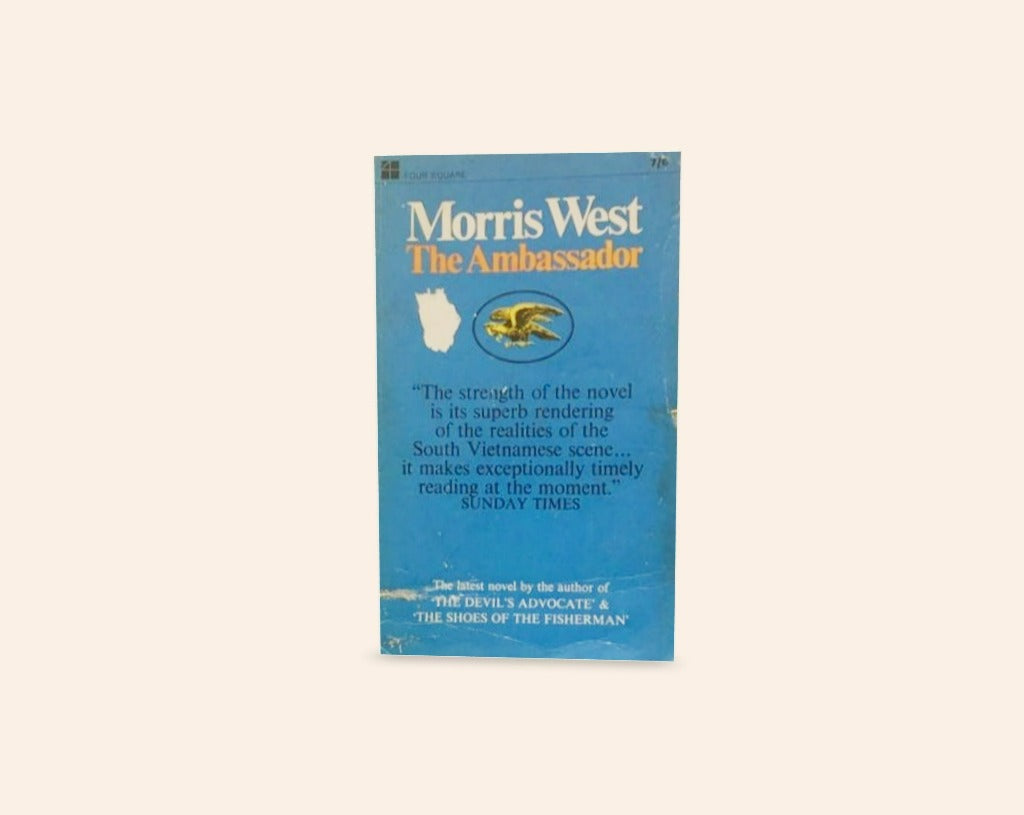 FOUR SQUARE
7/6
Morris West
The Ambassador
“The strength of the novel
is its superb rendering
of the realities of the
South Vietnamese scene...
it makes exceptionally timely
reading at the moment.”
SUNDAY TIMES
The latest novel by the author of
‘THE DEVIL'S ADVOCATE’ &
‘THE SHOES OF THE FISHERMAN’